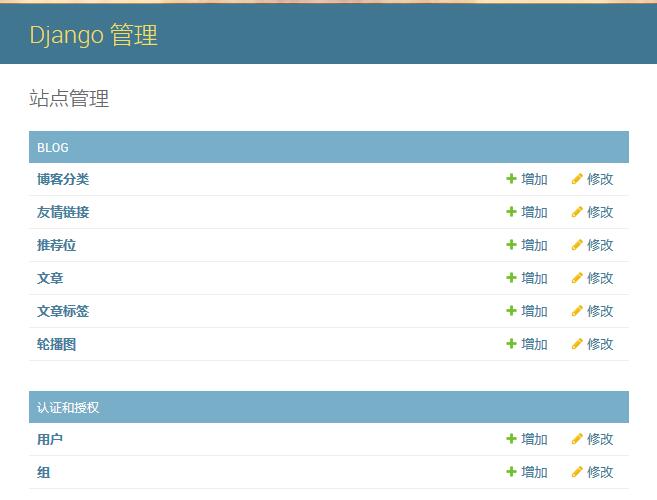 Django 管理
站点管理
BLOG
博客分类 增加 修改
友情链接 增加 修改
推荐位 增加 修改
文章 增加 修改
文章标签 增加 修改
轮播图 增加 修改
认证和授权
用户 增加 修改
组 增加 修改